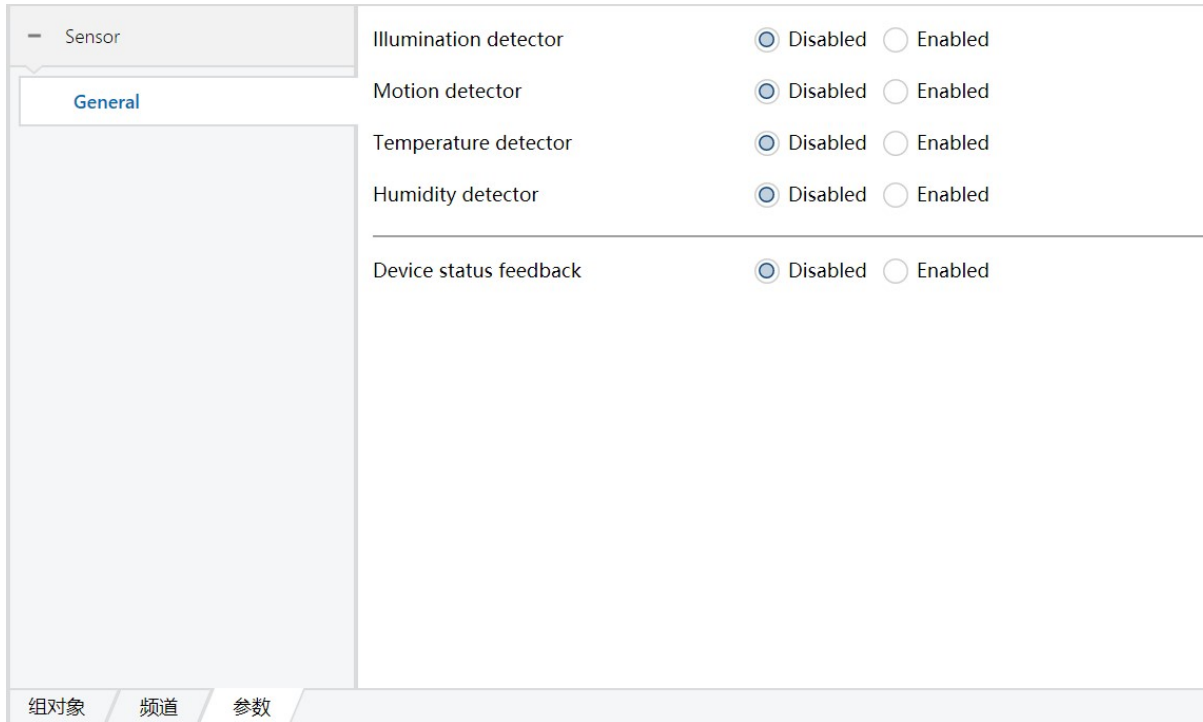 Sensor
General
Illumination detector Disabled Enabled
Motion detector Disabled Enabled
Temperature detector Disabled Enabled
Humidity detector Disabled Enabled
Device status feedback Disabled Enabled
组对象 频道 参数